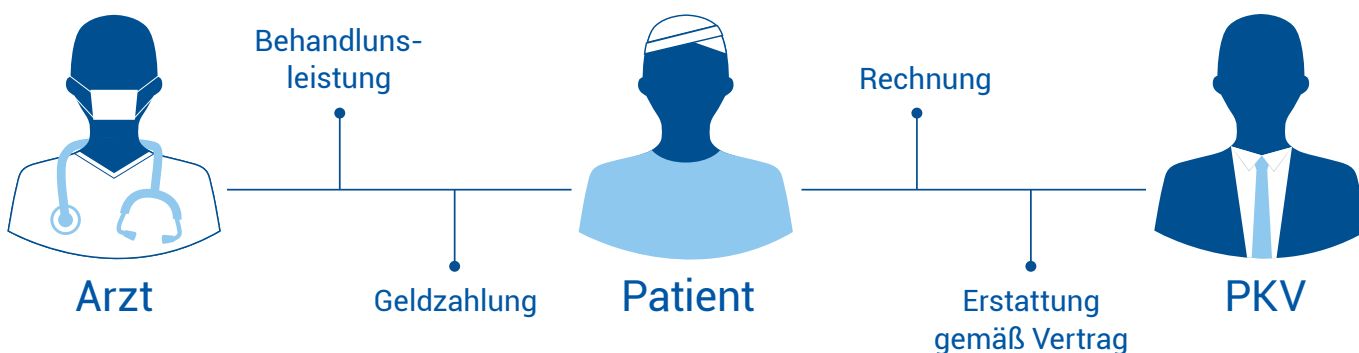 Behandluns-
leistung
Rechnung
Geldzahlung
Erstattung
gemäß Vertrag
Arzt
Patient
PKV